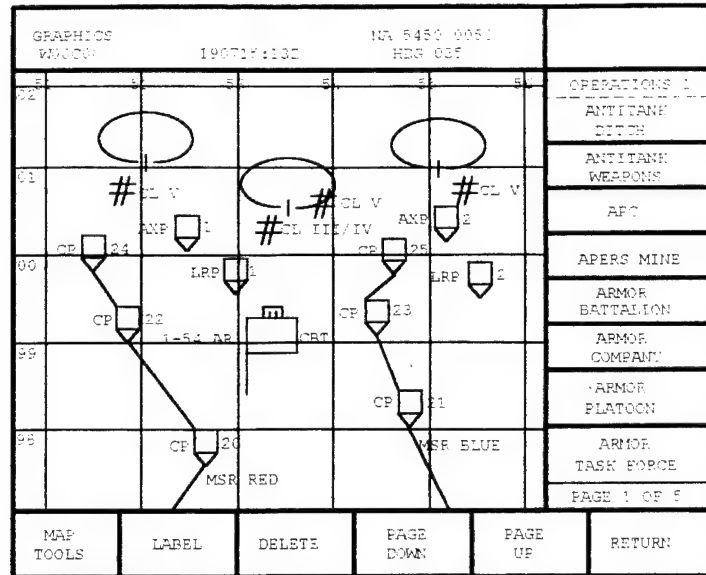 GRAPHICS
NA 5450 0051
HDG 025
OPERATIONS 1
ANTITANK
DITCH
ANTITANK
WEAPONS
APC
APERS MINE
ARMOR
BATTALION
ARMOR
COMPANY
ARMOR
PLATOON
ARMOR
TASK FORCE
PAGE 1 OF 5
01
CL V
CL V
CL V
AXP 1
CL III/IV
AXP 2
CP 24
CP 25
00
LRP 1
LRP 2
CP 22
CP 23
1-54 AR
CBT
99
CP 21
98
CP 20
MSR BLUE
MSR RED
MAP
TOOLS
LABEL
DELETE
PAGE
DOWN
PAGE
UP
RETURN